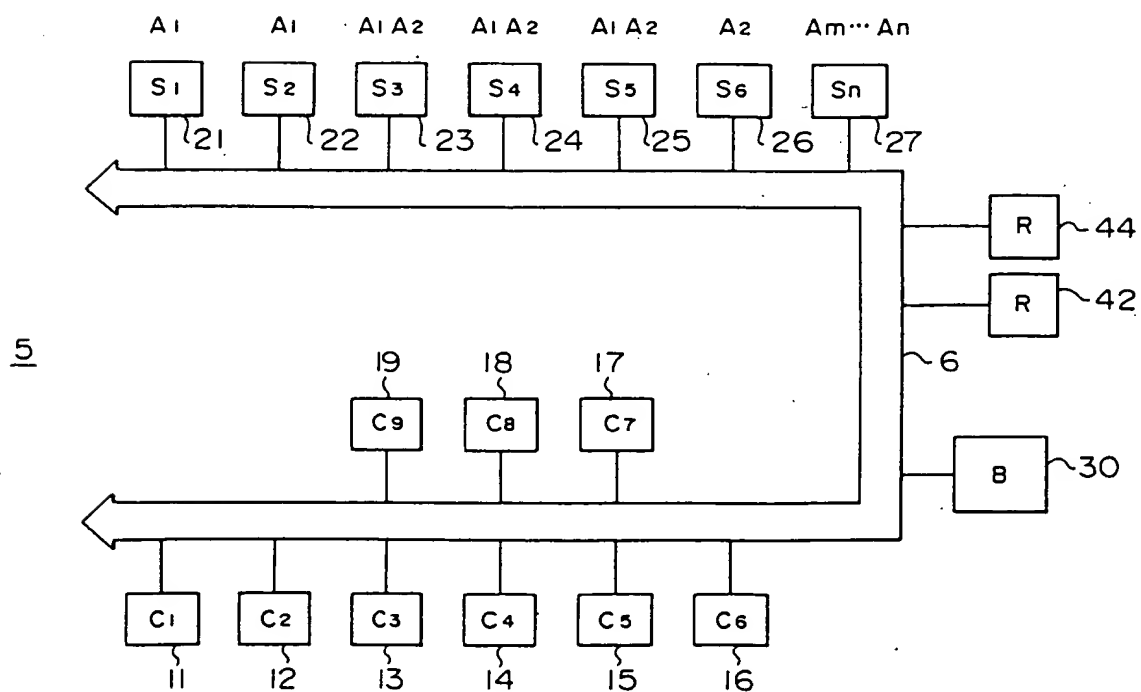 A1 A1 A1 A2 A1 A2 A1 A2 A2 Am··· An
S1 S2 S3 S4 S5 S6 Sn
21 22 23 24 25 26 27
R 44
R 42
5
6
19 18 17
C9 C8 C7
8 30
C1 C2 C3 C4 C5 C6
11 12 13 14 15 16